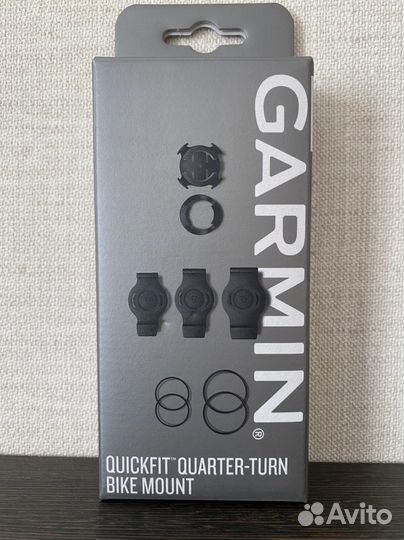 GARMIN®
QUICKFIT™ QUARTER-TURN
BIKE MOUNT
Avito